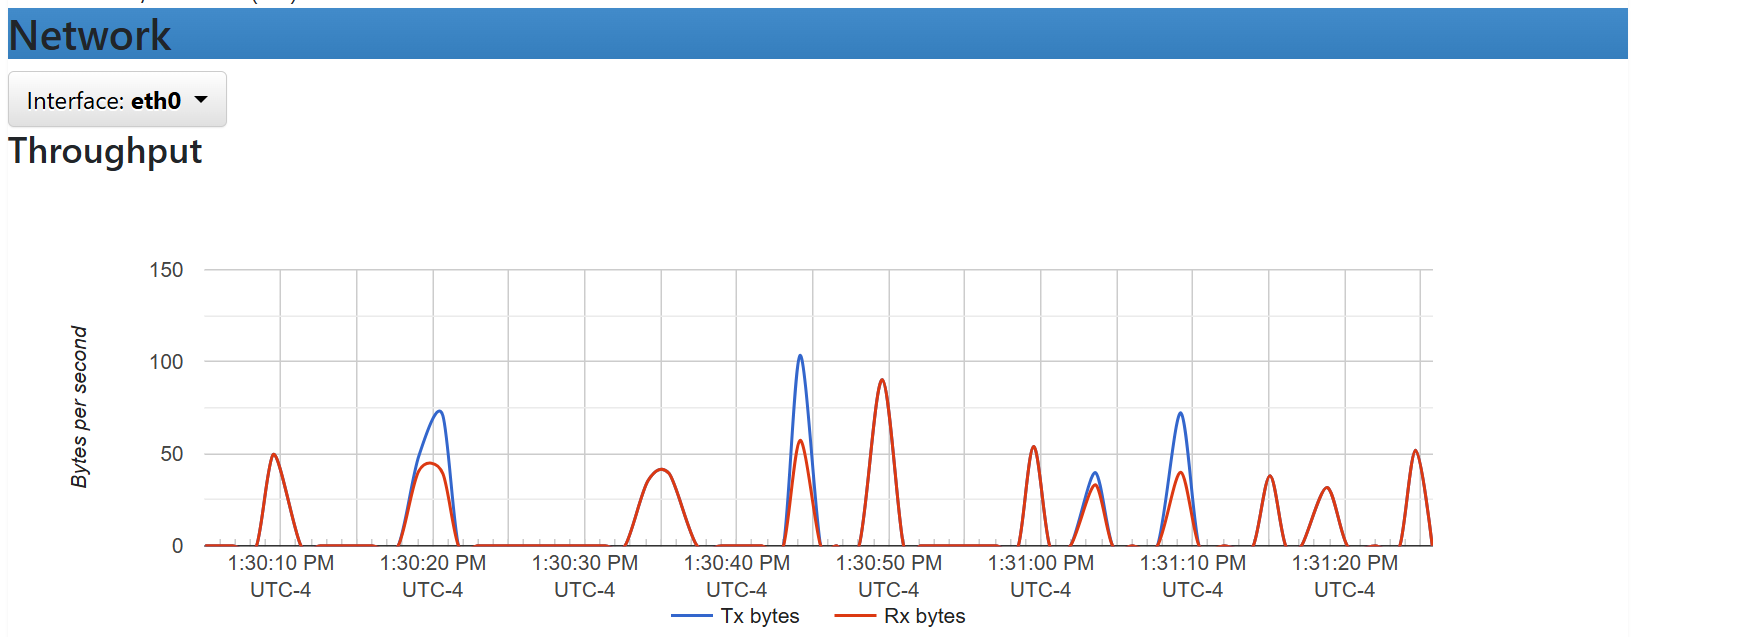 Network
Interface: eth0
Throughput
150
100
50
0
Bytes per second
1:30:10 PM 1:30:20 PM 1:30:30 PM 1:30:40 PM 1:30:50 PM 1:31:00 PM 1:31:10 PM 1:31:20 PM
UTC-4 UTC-4 UTC-4 UTC-4 UTC-4 UTC-4 UTC-4 UTC-4
Tx bytes Rx bytes